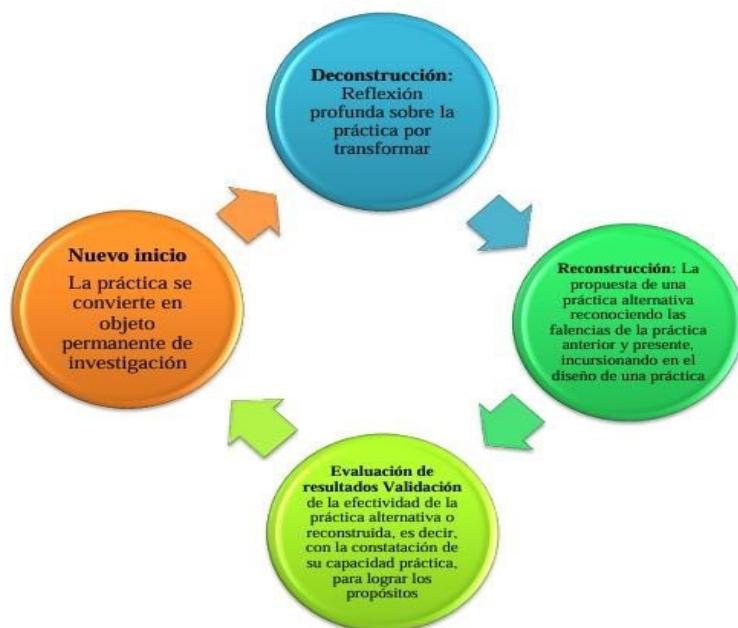 Deconstrucción:
Reflexión
profunda sobre la
práctica por
transformar
Reconstrucción: La
propuesta de una
práctica alternativa
reconociendo las
falencias de la práctica
anterior y presente,
incursionando en el
diseño de una práctica
Evaluación de
resultados Validación
de la efectividad de la
práctica alternativa o
reconstruida, es decir,
con la constatación de
su capacidad práctica,
para lograr los
propósitos
Nuevo inicio
La práctica se
convierte en
objeto
permanente de
investigación